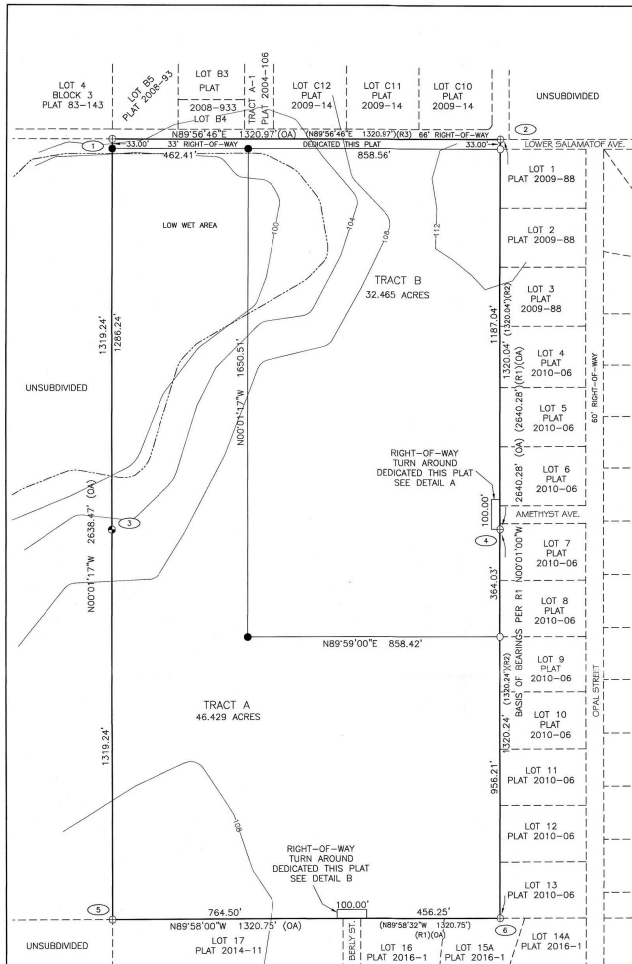 LOT 4
BLOCK 3
PLAT 83-143
LOT B5
PLAT 2008-93
LOT B3
PLAT
2008-933
LOT B4
TRACT A-1
PLAT 2004-106
LOT C12
PLAT
2009-14
LOT C11
PLAT
2009-14
LOT C10
PLAT
2009-14
UNSUBDIVIDED
N89°56'46"E 1320.97'(OA) (N89°56'46"E 1320.97')(R3) 66' RIGHT-OF-WAY
2
1
33.00' 33' RIGHT-OF-WAY DEDICATED THIS PLAT 33.00'
LOWER SALAMATOF AVE.
462.41' 858.56'
LOT 1
PLAT 2009-88
LOW WET AREA
100
104
108
112
LOT 2
PLAT 2009-88
TRACT B
32.465 ACRES
LOT 3
PLAT
2009-88
1319.24'
1286.24'
N00°01'17"W 1650.51'
1187.04'
1320.04' (1320.04')(R2)
LOT 4
PLAT
2010-06
60' RIGHT-OF-WAY
UNSUBDIVIDED
LOT 5
PLAT
2010-06
2640.28' (OA) (2640.28')(R1)(OA)
RIGHT-OF-WAY
TURN AROUND
DEDICATED THIS PLAT
SEE DETAIL A
100.00'
LOT 6
PLAT
2010-06
AMETHYST AVE.
N00°01'17"W 2638.47' (OA)
3
4
LOT 7
PLAT
2010-06
364.03'
BASIS OF BEARINGS PER R1 N00°01'00"W
LOT 8
PLAT
2010-06
N89°59'00"E 858.42'
LOT 9
PLAT
2010-06
1320.24' (1320.24')(R2)
TRACT A
46.429 ACRES
LOT 10
PLAT
2010-06
OPAL STREET
1319.24'
956.21'
LOT 11
PLAT
2010-06
108
LOT 12
PLAT
2010-06
RIGHT-OF-WAY
TURN AROUND
DEDICATED THIS PLAT
SEE DETAIL B
LOT 13
PLAT
2010-06
5
764.50' 100.00' 456.25'
6
N89°58'00"W 1320.75' (OA)
(N89°58'32"W 1320.75')
(R1)(OA)
UNSUBDIVIDED
LOT 17
PLAT 2014-11
BERLY ST.
LOT 16
PLAT 2016-1
LOT 15A
PLAT 2016-1
LOT 14A
PLAT 2016-1